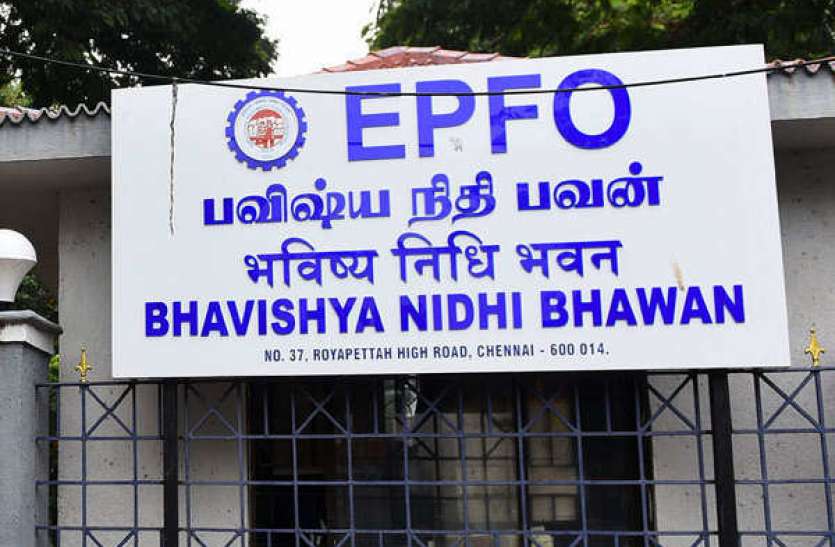 EPFO
பவிஷ்ய நிதி பவன்
भविष्य निधि भवन
BHAVISHYA NIDHI BHAWAN
NO. 37, ROYAPETTAH HIGH ROAD, CHENNAI - 600 014.